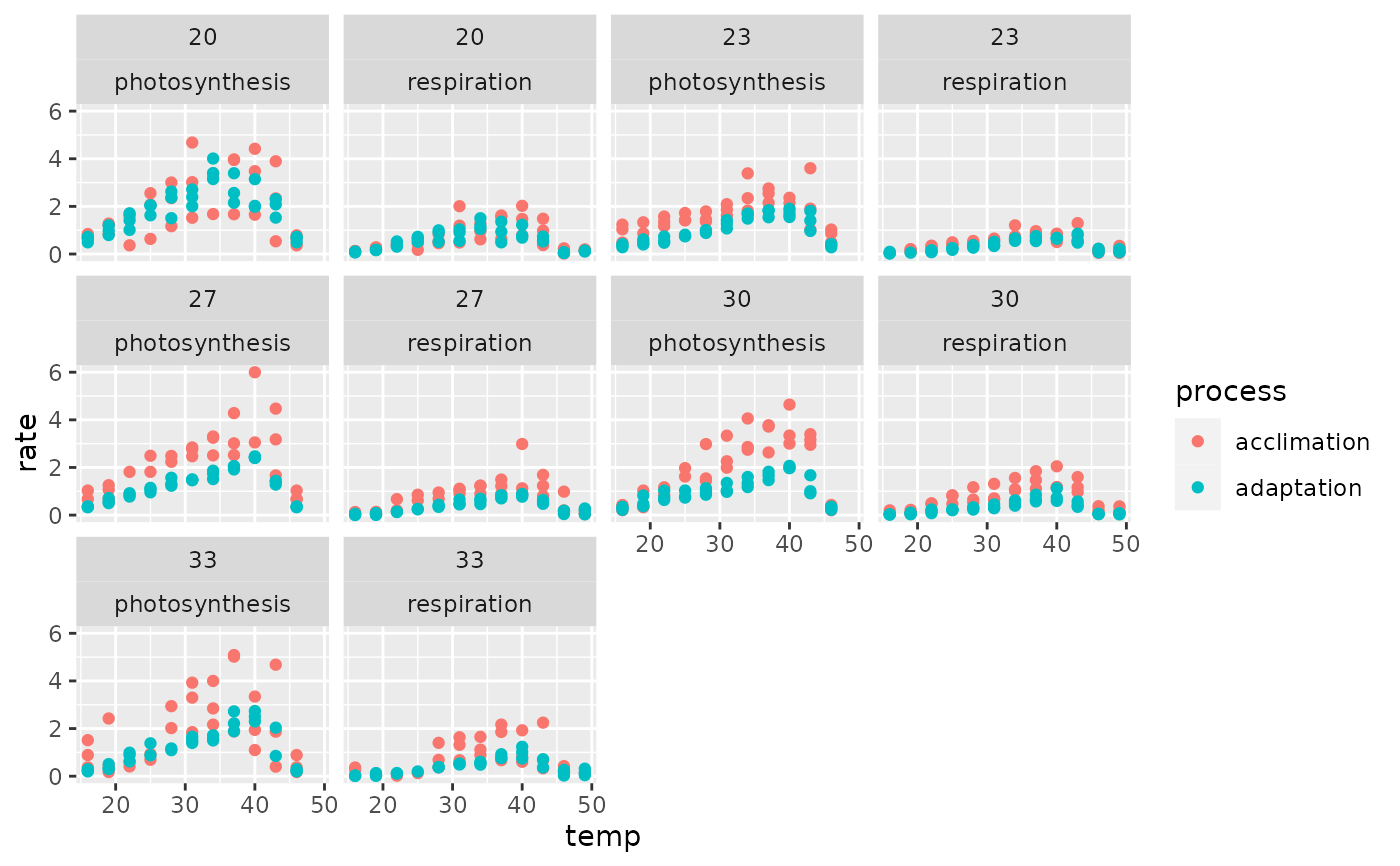 20 20 23 23
photosynthesis respiration photosynthesis respiration
6
4
2
0
27 27 30 30
photosynthesis respiration photosynthesis respiration
6
4
2
0
20 30 40 50 20 30 40 50
33 33
photosynthesis respiration
6
4
2
0
20 30 40 50 20 30 40 50
temp
rate
process
acclimation
adaptation